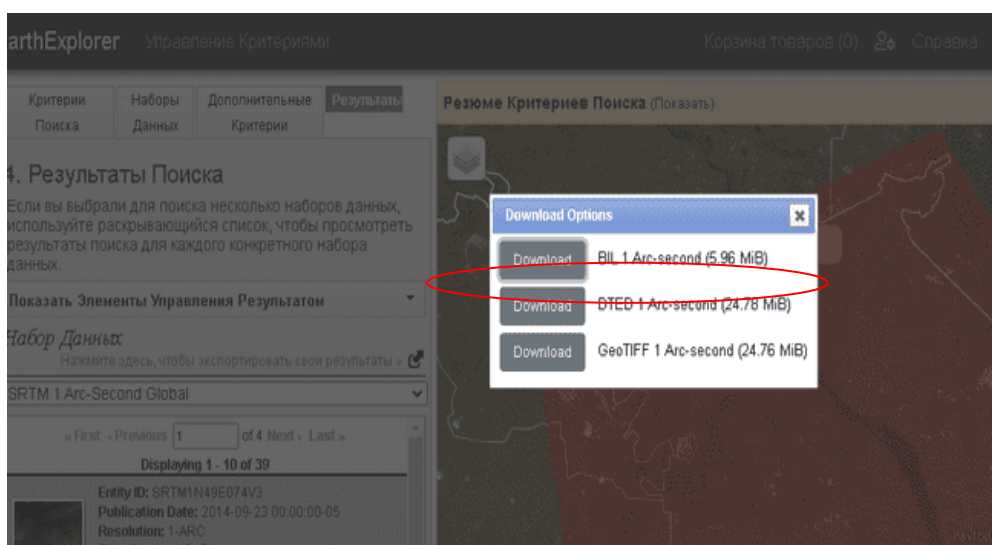 arthExplorer Управление Критериями Корзина товаров (0) Справка
Критерии Поиска
Наборы Данных
Дополнительные Критерии
Результаты
4. Результаты Поиска
Если вы выбрали для поиска несколько наборов данных,
используйте раскрывающийся список, чтобы просмотреть
результаты поиска для каждого конкретного набора
данных.
Показать Элементы Управления Результатом
Набор Данных
Нажмите здесь, чтобы экспортировать свои результаты »
SRTM 1 Arc-Second Global
« First ‹ Previous 1 of 4 Next › Last »
Displaying 1 - 10 of 39
Entity ID: SRTM1N49E074V3
Publication Date: 2014-09-23 00:00:00-05
Resolution: 1-ARC
Резюме Критериев Поиска (Показать)
Download Options
Download BIL 1 Arc-second (5.96 MiB)
Download DTED 1 Arc-second (24.78 MiB)
Download GeoTIFF 1 Arc-second (24.76 MiB)